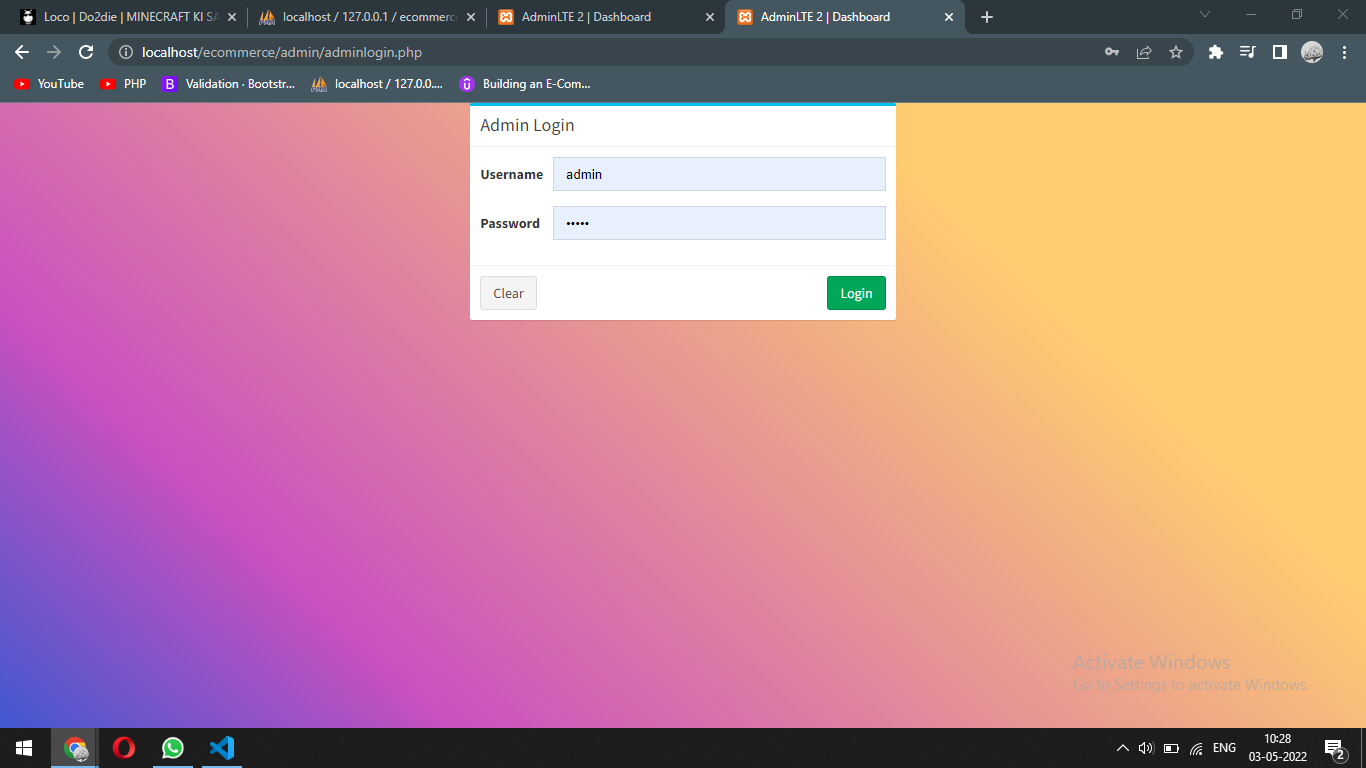 Loco | Do2die | MINECRAFT KI SA
localhost / 127.0.0.1 / ecommerce
AdminLTE 2 | Dashboard
AdminLTE 2 | Dashboard
localhost/ecommerce/admin/adminlogin.php
YouTube
PHP
B
Validation · Bootstr...
localhost / 127.0.0....
Building an E-Com...
Admin Login
Username
admin
Password
•••••
Clear
Login
Activate Windows
Go to Settings to activate Windows.
ENG
10:28
03-05-2022
2